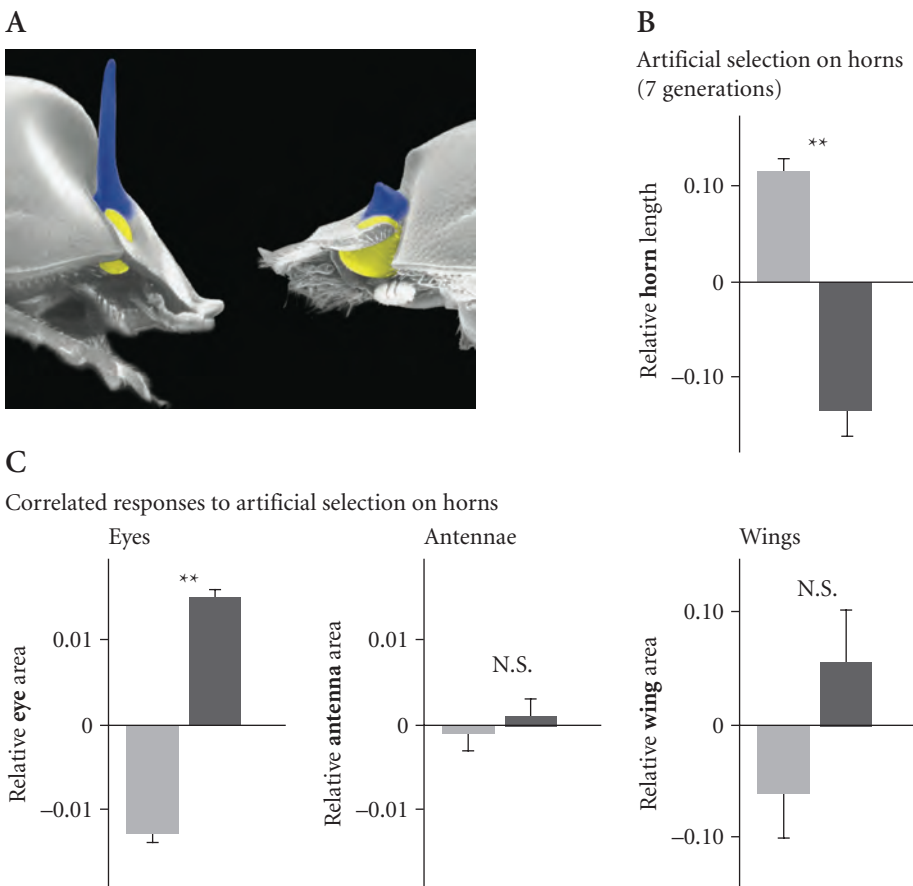 A
B
Artificial selection on horns
(7 generations)
Relative horn length
0.10
0
–0.10
**
C
Correlated responses to artificial selection on horns
Eyes
Relative eye area
0.01
0
–0.01
**
Antennae
Relative antenna area
0.01
0
–0.01
N.S.
Wings
Relative wing area
0.10
0
–0.10
N.S.